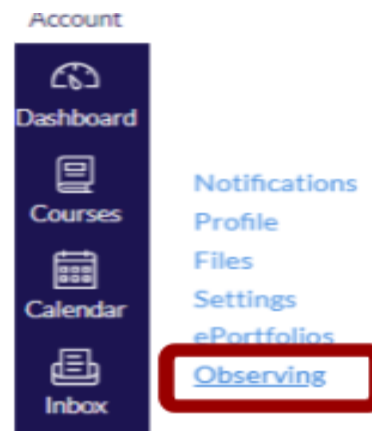 Account
Dashboard
Courses
Calendar
Inbox
Notifications
Profile
Files
Settings
ePortfolios
Observing